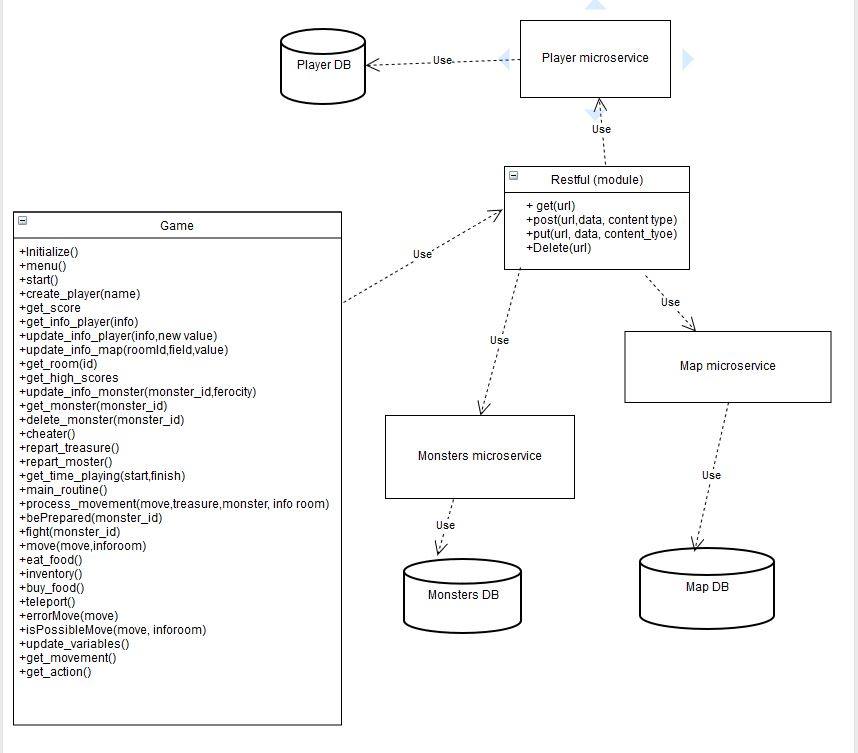 Player DB
Use
Player microservice
Use
Restful (module)
+ get(url)
+post(url,data, content type)
+put(url, data, content_tyoe)
+Delete(url)
Game
+Initialize()
+menu()
+start()
+create_player(name)
+get_score
+get_info_player(info)
+update_info_player(info,new value)
+update_info_map(roomId,field,value)
+get_room(id)
+get_high_scores
+update_info_monster(monster_id,ferocity)
+get_monster(monster_id)
+delete_monster(monster_id)
+cheater()
+repart_treasure()
+repart_moster()
+get_time_playing(start,finish)
+main_routine()
+process_movement(move,treasure,monster, info room)
+bePrepared(monster_id)
+fight(monster_id)
+move(move,inforoom)
+eat_food()
+inventory()
+buy_food()
+teleport()
+errorMove(move)
+isPossibleMove(move, inforoom)
+update_variables()
+get_movement()
+get_action()
Use
Use
Use
Map microservice
Monsters microservice
Use
Use
Monsters DB
Map DB